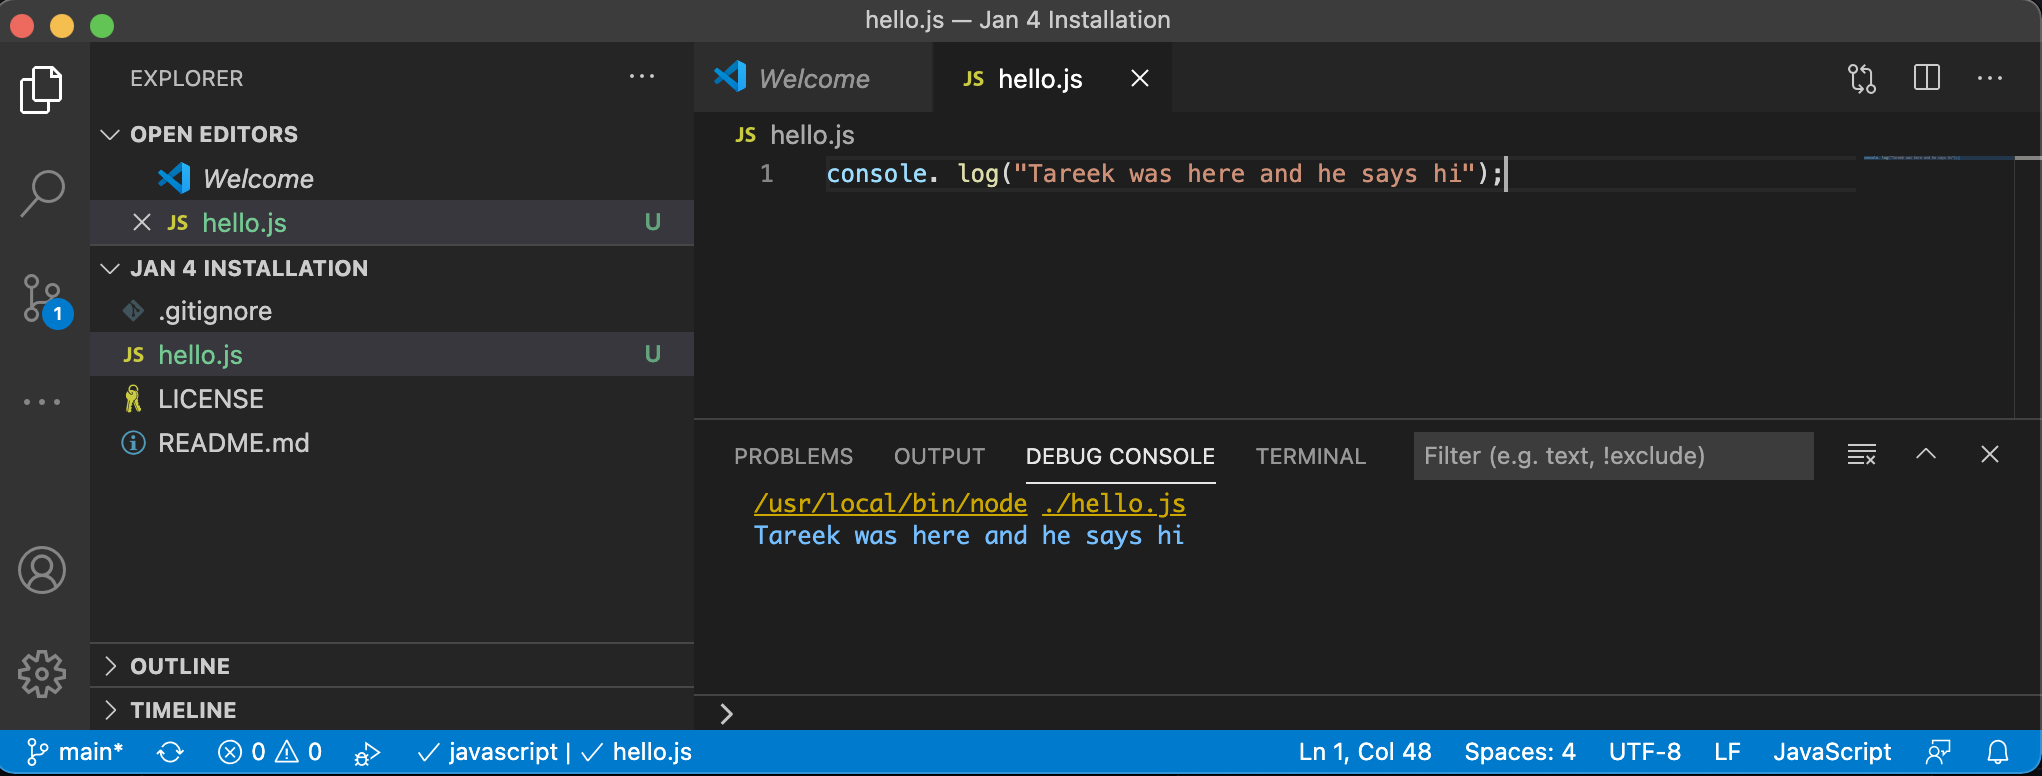 hello.js — Jan 4 Installation
EXPLORER
OPEN EDITORS
Welcome
JS hello.js U
JAN 4 INSTALLATION
.gitignore
JS hello.js U
LICENSE
README.md
OUTLINE
TIMELINE
1
Welcome
JS hello.js
JS hello.js
1 console. log("Tareek was here and he says hi");
PROBLEMS OUTPUT DEBUG CONSOLE TERMINAL Filter (e.g. text, !exclude)
/usr/local/bin/node ./hello.js
Tareek was here and he says hi
main* 0 0 javascript | hello.js Ln 1, Col 48 Spaces: 4 UTF-8 LF JavaScript